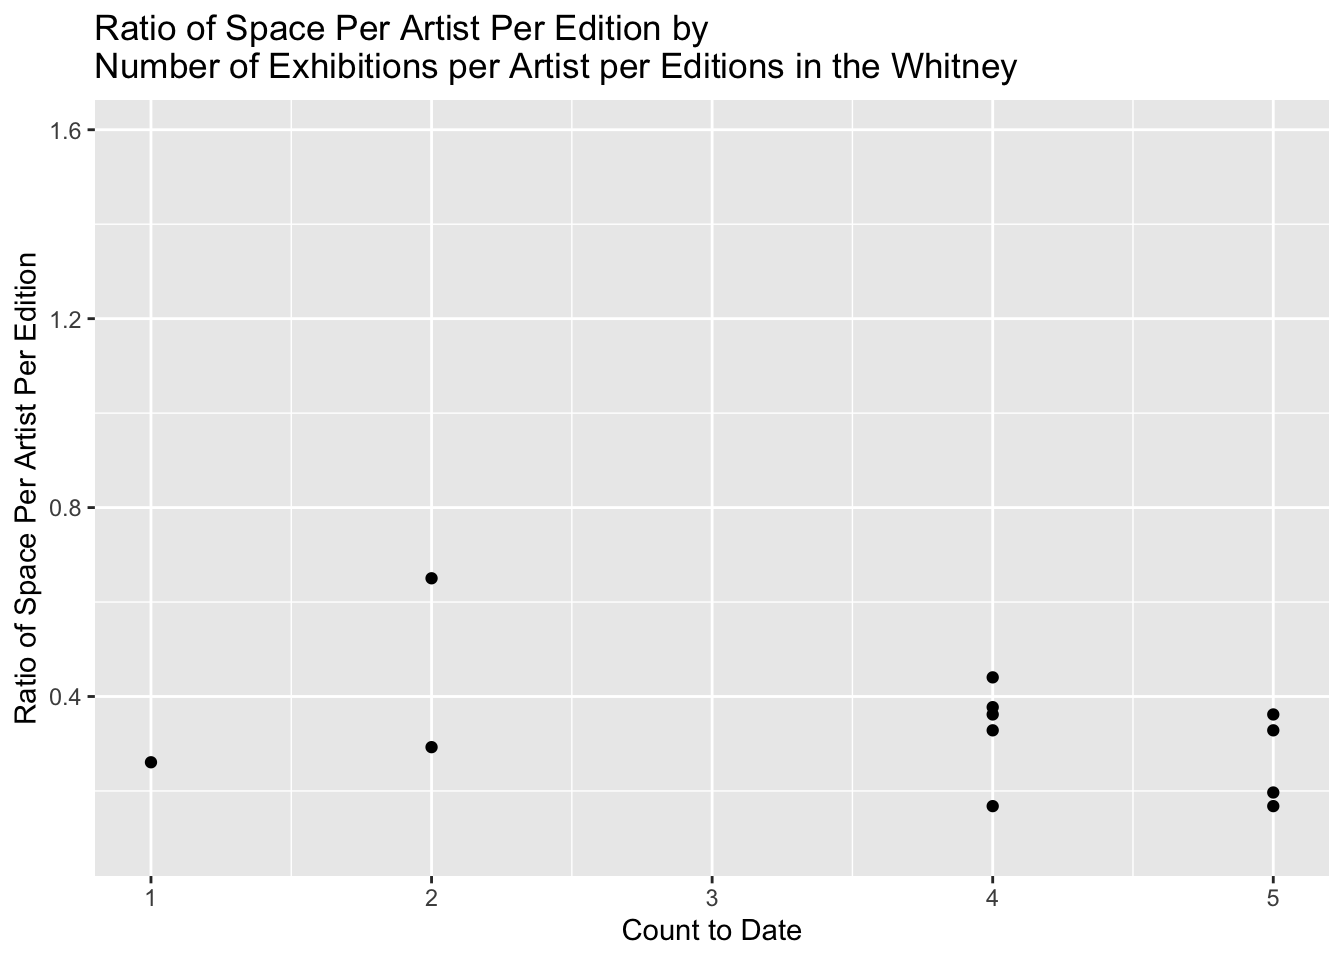 Ratio of Space Per Artist Per Edition by
Number of Exhibitions per Artist per Editions in the Whitney
Ratio of Space Per Artist Per Edition
1.6
1.2
0.8
0.4
1 2 3 4 5
Count to Date